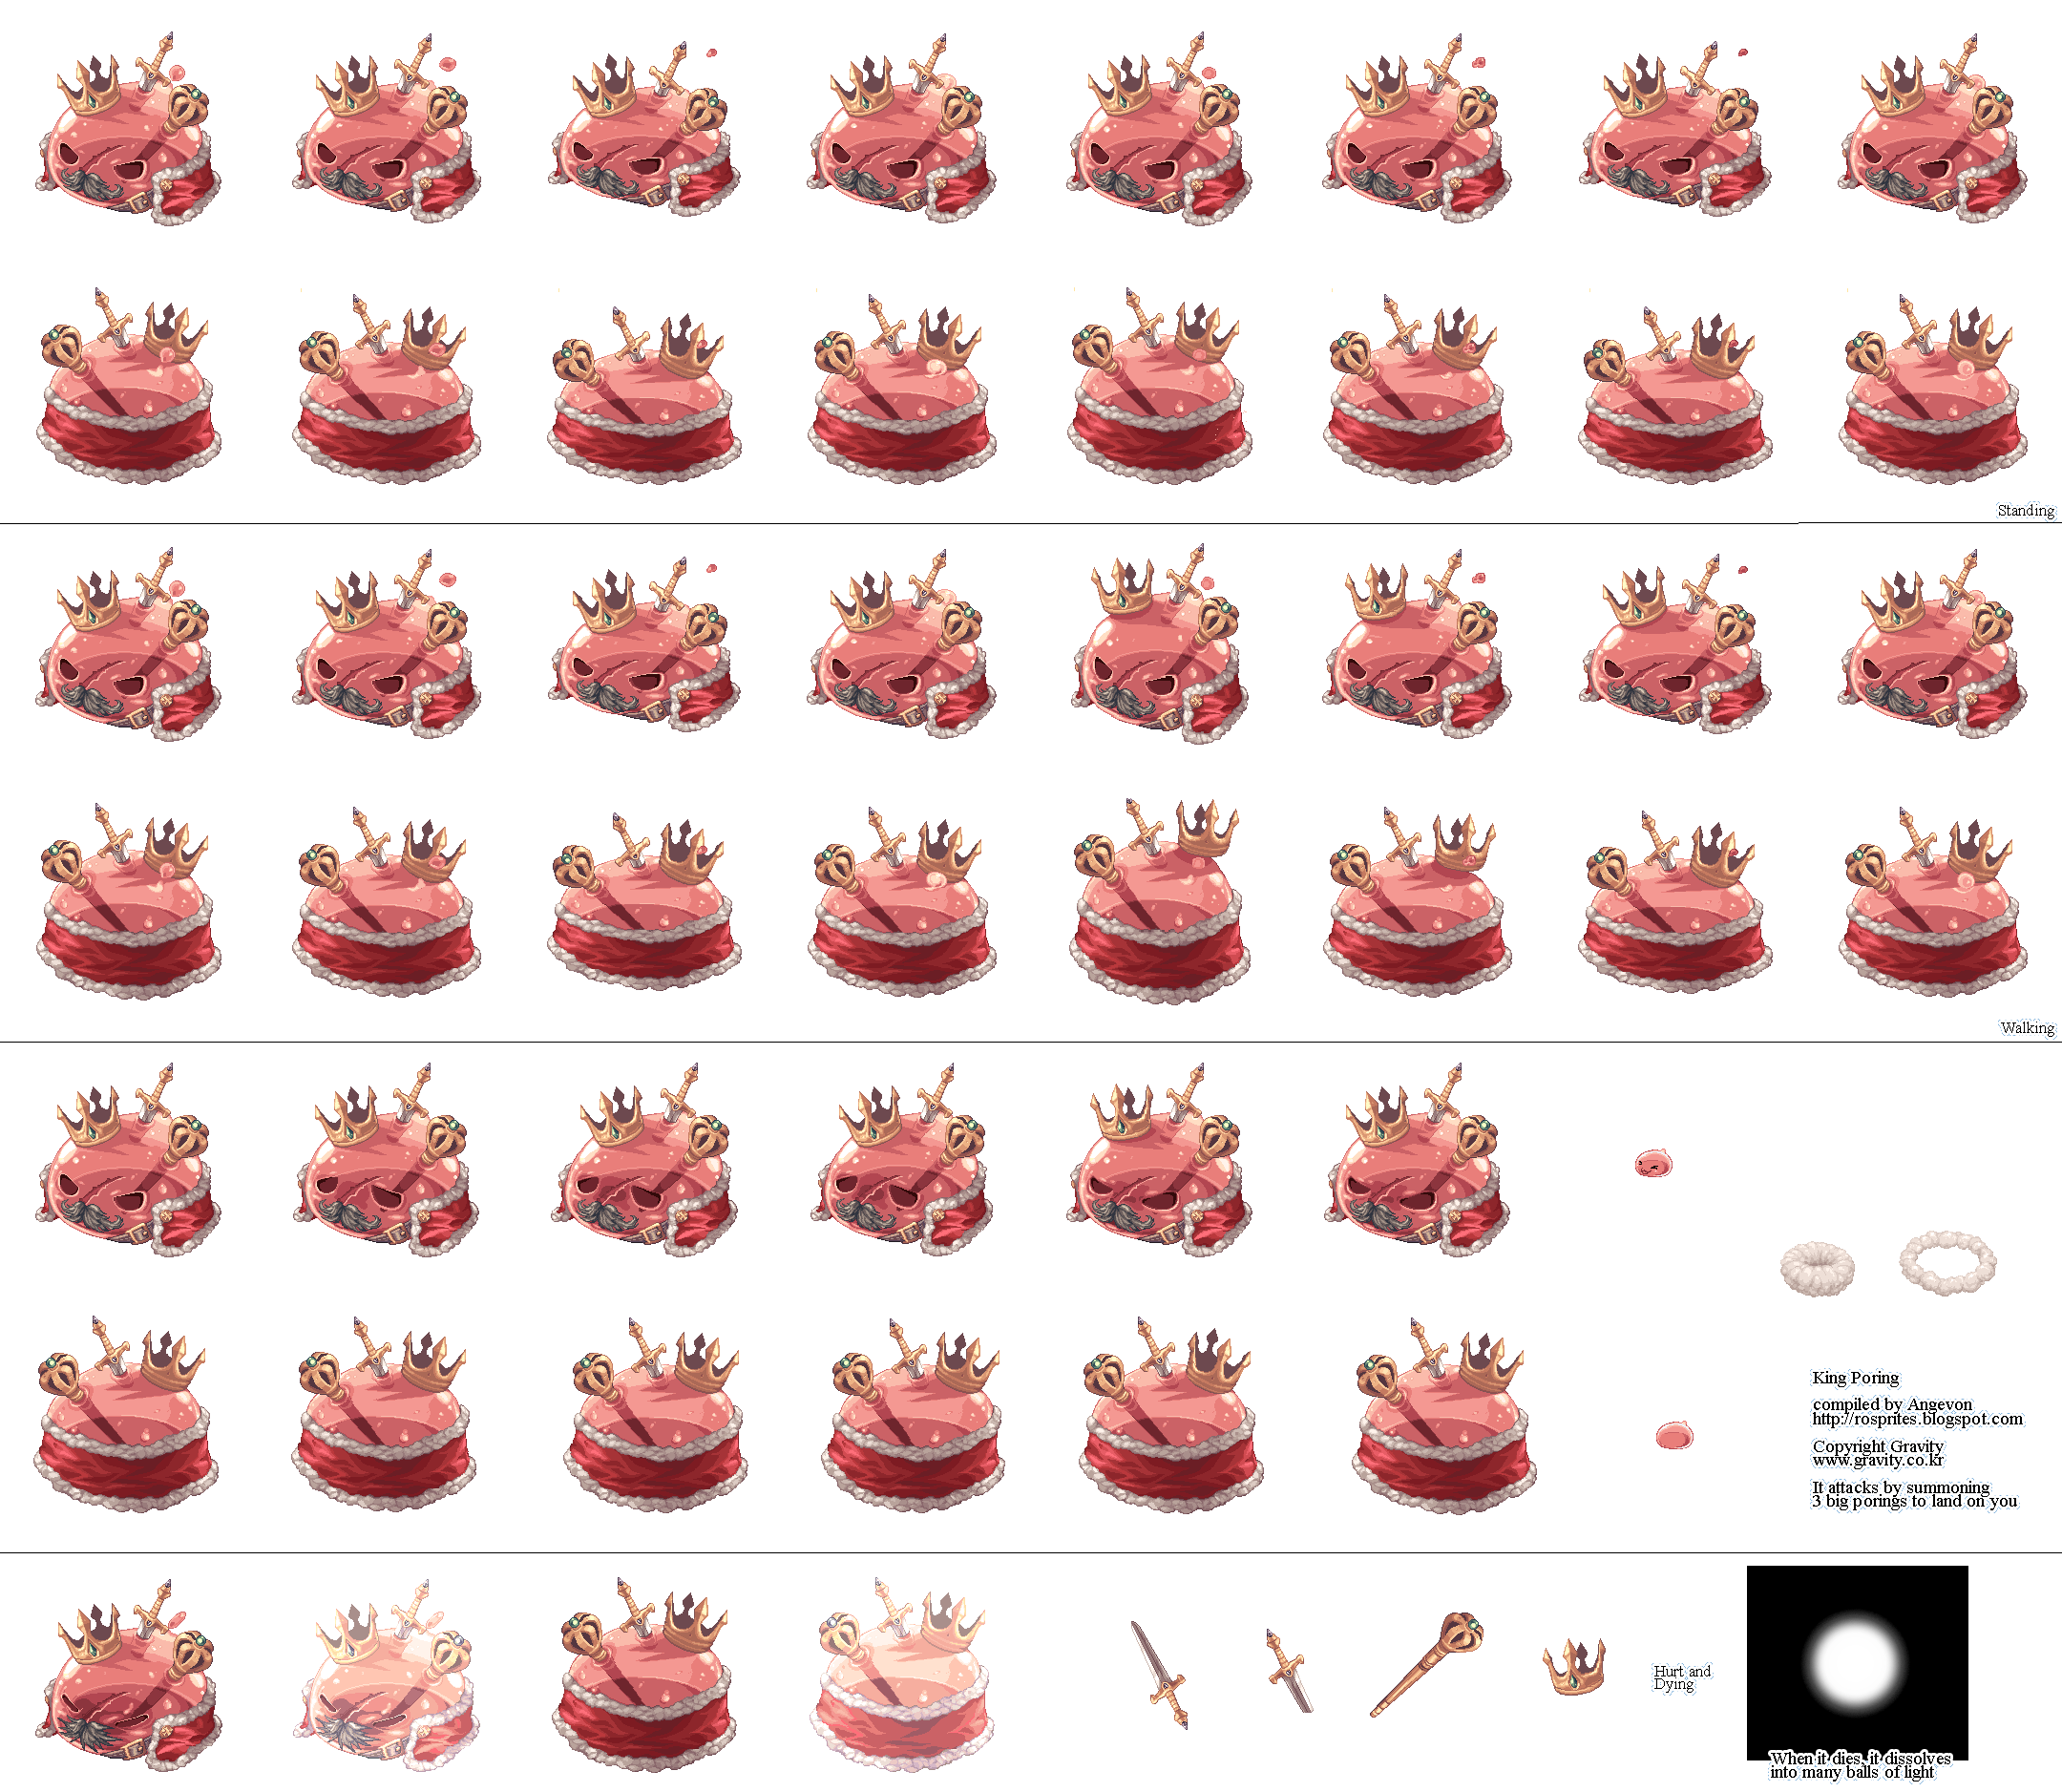 Standing
Walking
King Poring
compiled by Angevon
http://rosprites.blogspot.com
Copyright Gravity
www.gravity.co.kr
It attacks by summoning
3 big porings to land on you
Hurt and
Dying
When it dies, it dissolves
into many balls of light